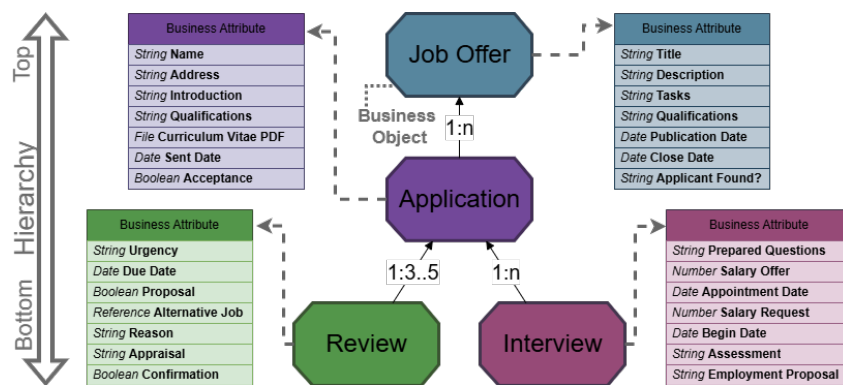 Hierarchy
Top
Bottom
Business Attribute
String Name
String Address
String Introduction
String Qualifications
File Curriculum Vitae PDF
Date Sent Date
Boolean Acceptance
Job Offer
Business
Object
1:n
Business Attribute
String Title
String Description
String Tasks
String Qualifications
Date Publication Date
Date Close Date
String Applicant Found?
Application
1:3..5
1:n
Business Attribute
String Urgency
Date Due Date
Boolean Proposal
Reference Alternative Job
String Reason
String Appraisal
Boolean Confirmation
Review
Interview
Business Attribute
String Prepared Questions
Number Salary Offer
Date Appointment Date
Number Salary Request
Date Begin Date
String Assessment
String Employment Proposal